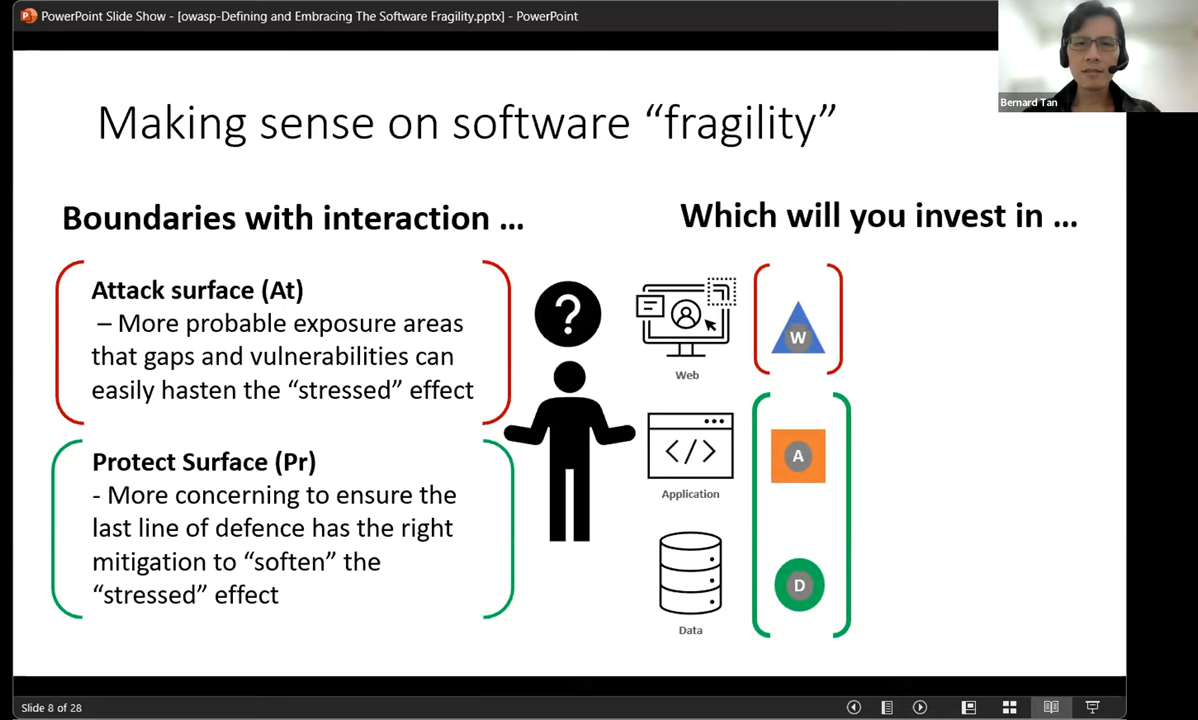 PowerPoint Slide Show - [owasp-Defining and Embracing The Software Fragility.pptx] - PowerPoint
Bernard Tan
Making sense on software “fragility”
Boundaries with interaction ...
Attack surface (At)
– More probable exposure areas
that gaps and vulnerabilities can
easily hasten the “stressed” effect
Protect Surface (Pr)
- More concerning to ensure the
last line of defence has the right
mitigation to “soften” the
“stressed” effect
?
Which will you invest in ...
Web
W
</>
Application
A
Data
D
Slide 8 of 28